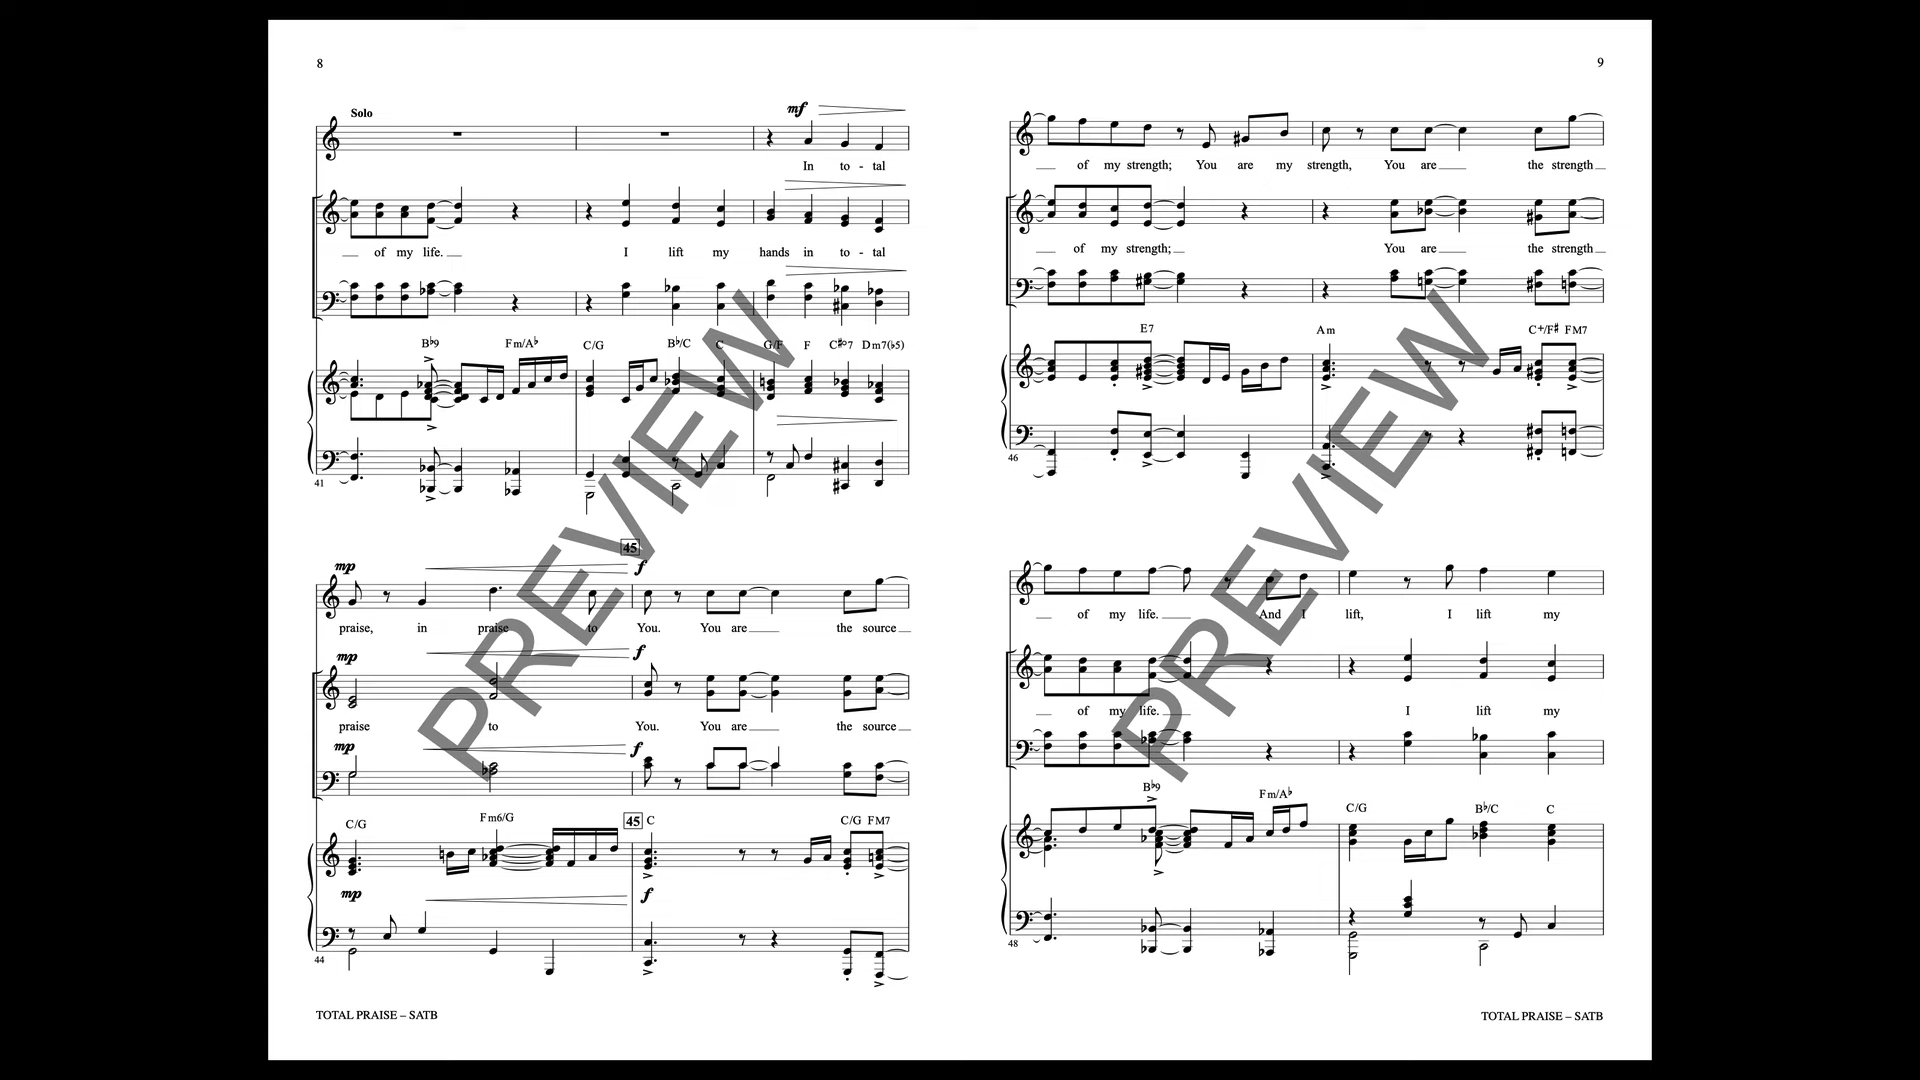 8
Solo
mf
In to - tal
of my life. I lift my hands in to - tal
B♭9 Fm/A♭ C/G B♭/C C G/F F C♯°7 Dm7(♭5)
41
45
mp f
praise, in praise to You. You are the source
mp f
praise to You. You are the source
mp f
C/G Fm6/G 45 C C/G FM7
mp f
44
TOTAL PRAISE – SATB
9
of my strength; You are my strength, You are the strength
of my strength; You are the strength
E7 Am C+/F♯ FM7
46
of my life. And I lift, I lift my
of my life. I lift my
B♭9 Fm/A♭ C/G B♭/C C
48
TOTAL PRAISE – SATB
PREVIEW
PREVIEW